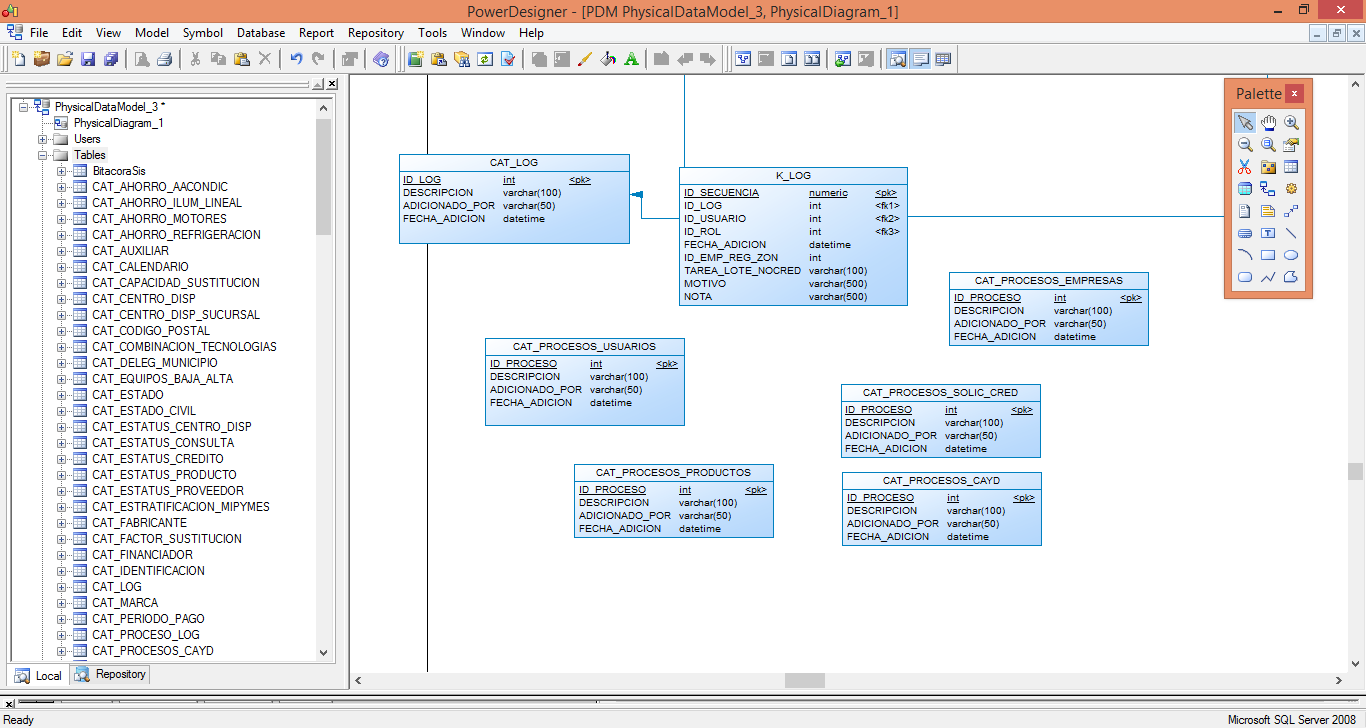 PowerDesigner - [PDM PhysicalDataModel_3, PhysicalDiagram_1]
File Edit View Model Symbol Database Report Repository Tools Window Help
PhysicalDataModel_3 *
PhysicalDiagram_1
Users
Tables
BitacoraSis
CAT_AHORRO_AACONDIC
CAT_AHORRO_ILUM_LINEAL
CAT_AHORRO_MOTORES
CAT_AHORRO_REFRIGERACION
CAT_AUXILIAR
CAT_CALENDARIO
CAT_CAPACIDAD_SUSTITUCION
CAT_CENTRO_DISP
CAT_CENTRO_DISP_SUCURSAL
CAT_CODIGO_POSTAL
CAT_COMBINACION_TECNOLOGIAS
CAT_DELEG_MUNICIPIO
CAT_EQUIPOS_BAJA_ALTA
CAT_ESTADO
CAT_ESTADO_CIVIL
CAT_ESTATUS_CENTRO_DISP
CAT_ESTATUS_CONSULTA
CAT_ESTATUS_CREDITO
CAT_ESTATUS_PRODUCTO
CAT_ESTATUS_PROVEEDOR
CAT_ESTRATIFICACION_MIPYMES
CAT_FABRICANTE
CAT_FACTOR_SUSTITUCION
CAT_FINANCIADOR
CAT_IDENTIFICACION
CAT_LOG
CAT_MARCA
CAT_PERIODO_PAGO
CAT_PROCESO_LOG
CAT_PROCESOS_CAYD
Local Repository
CAT_LOG
ID_LOG int <pk>
DESCRIPCION varchar(100)
ADICIONADO_POR varchar(50)
FECHA_ADICION datetime
K_LOG
ID_SECUENCIA numeric <pk>
ID_LOG int <fk1>
ID_USUARIO int <fk2>
ID_ROL int <fk3>
FECHA_ADICION datetime
ID_EMP_REG_ZON int
TAREA_LOTE_NOCRED varchar(100)
MOTIVO varchar(500)
NOTA varchar(500)
CAT_PROCESOS_EMPRESAS
ID_PROCESO int <pk>
DESCRIPCION varchar(100)
ADICIONADO_POR varchar(50)
FECHA_ADICION datetime
CAT_PROCESOS_USUARIOS
ID_PROCESO int <pk>
DESCRIPCION varchar(100)
ADICIONADO_POR varchar(50)
FECHA_ADICION datetime
CAT_PROCESOS_SOLIC_CRED
ID_PROCESO int <pk>
DESCRIPCION varchar(100)
ADICIONADO_POR varchar(50)
FECHA_ADICION datetime
CAT_PROCESOS_PRODUCTOS
ID_PROCESO int <pk>
DESCRIPCION varchar(100)
ADICIONADO_POR varchar(50)
FECHA_ADICION datetime
CAT_PROCESOS_CAYD
ID_PROCESO int <pk>
DESCRIPCION varchar(100)
ADICIONADO_POR varchar(50)
FECHA_ADICION datetime
Palette
Ready
Microsoft SQL Server 2008